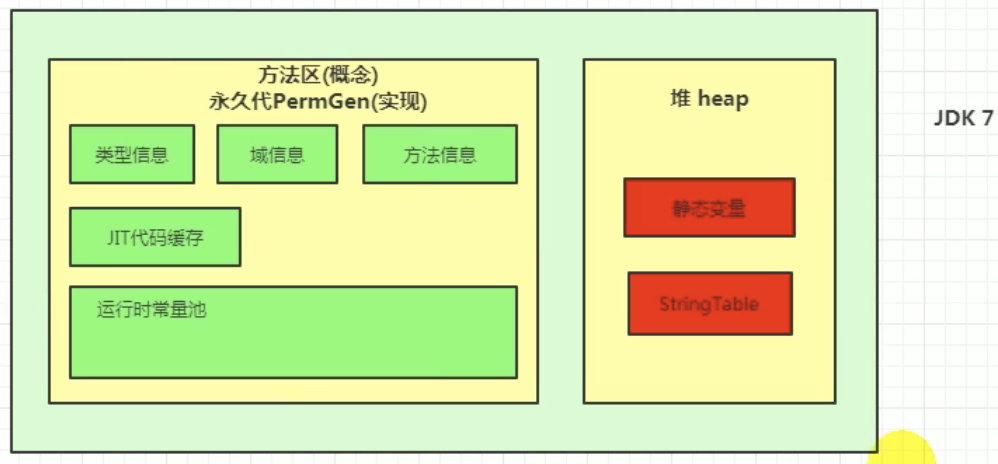 方法区(概念)
永久代PermGen(实现)
堆 heap
JDK 7
类型信息
域信息
方法信息
静态变量
JIT代码缓存
StringTable
运行时常量池